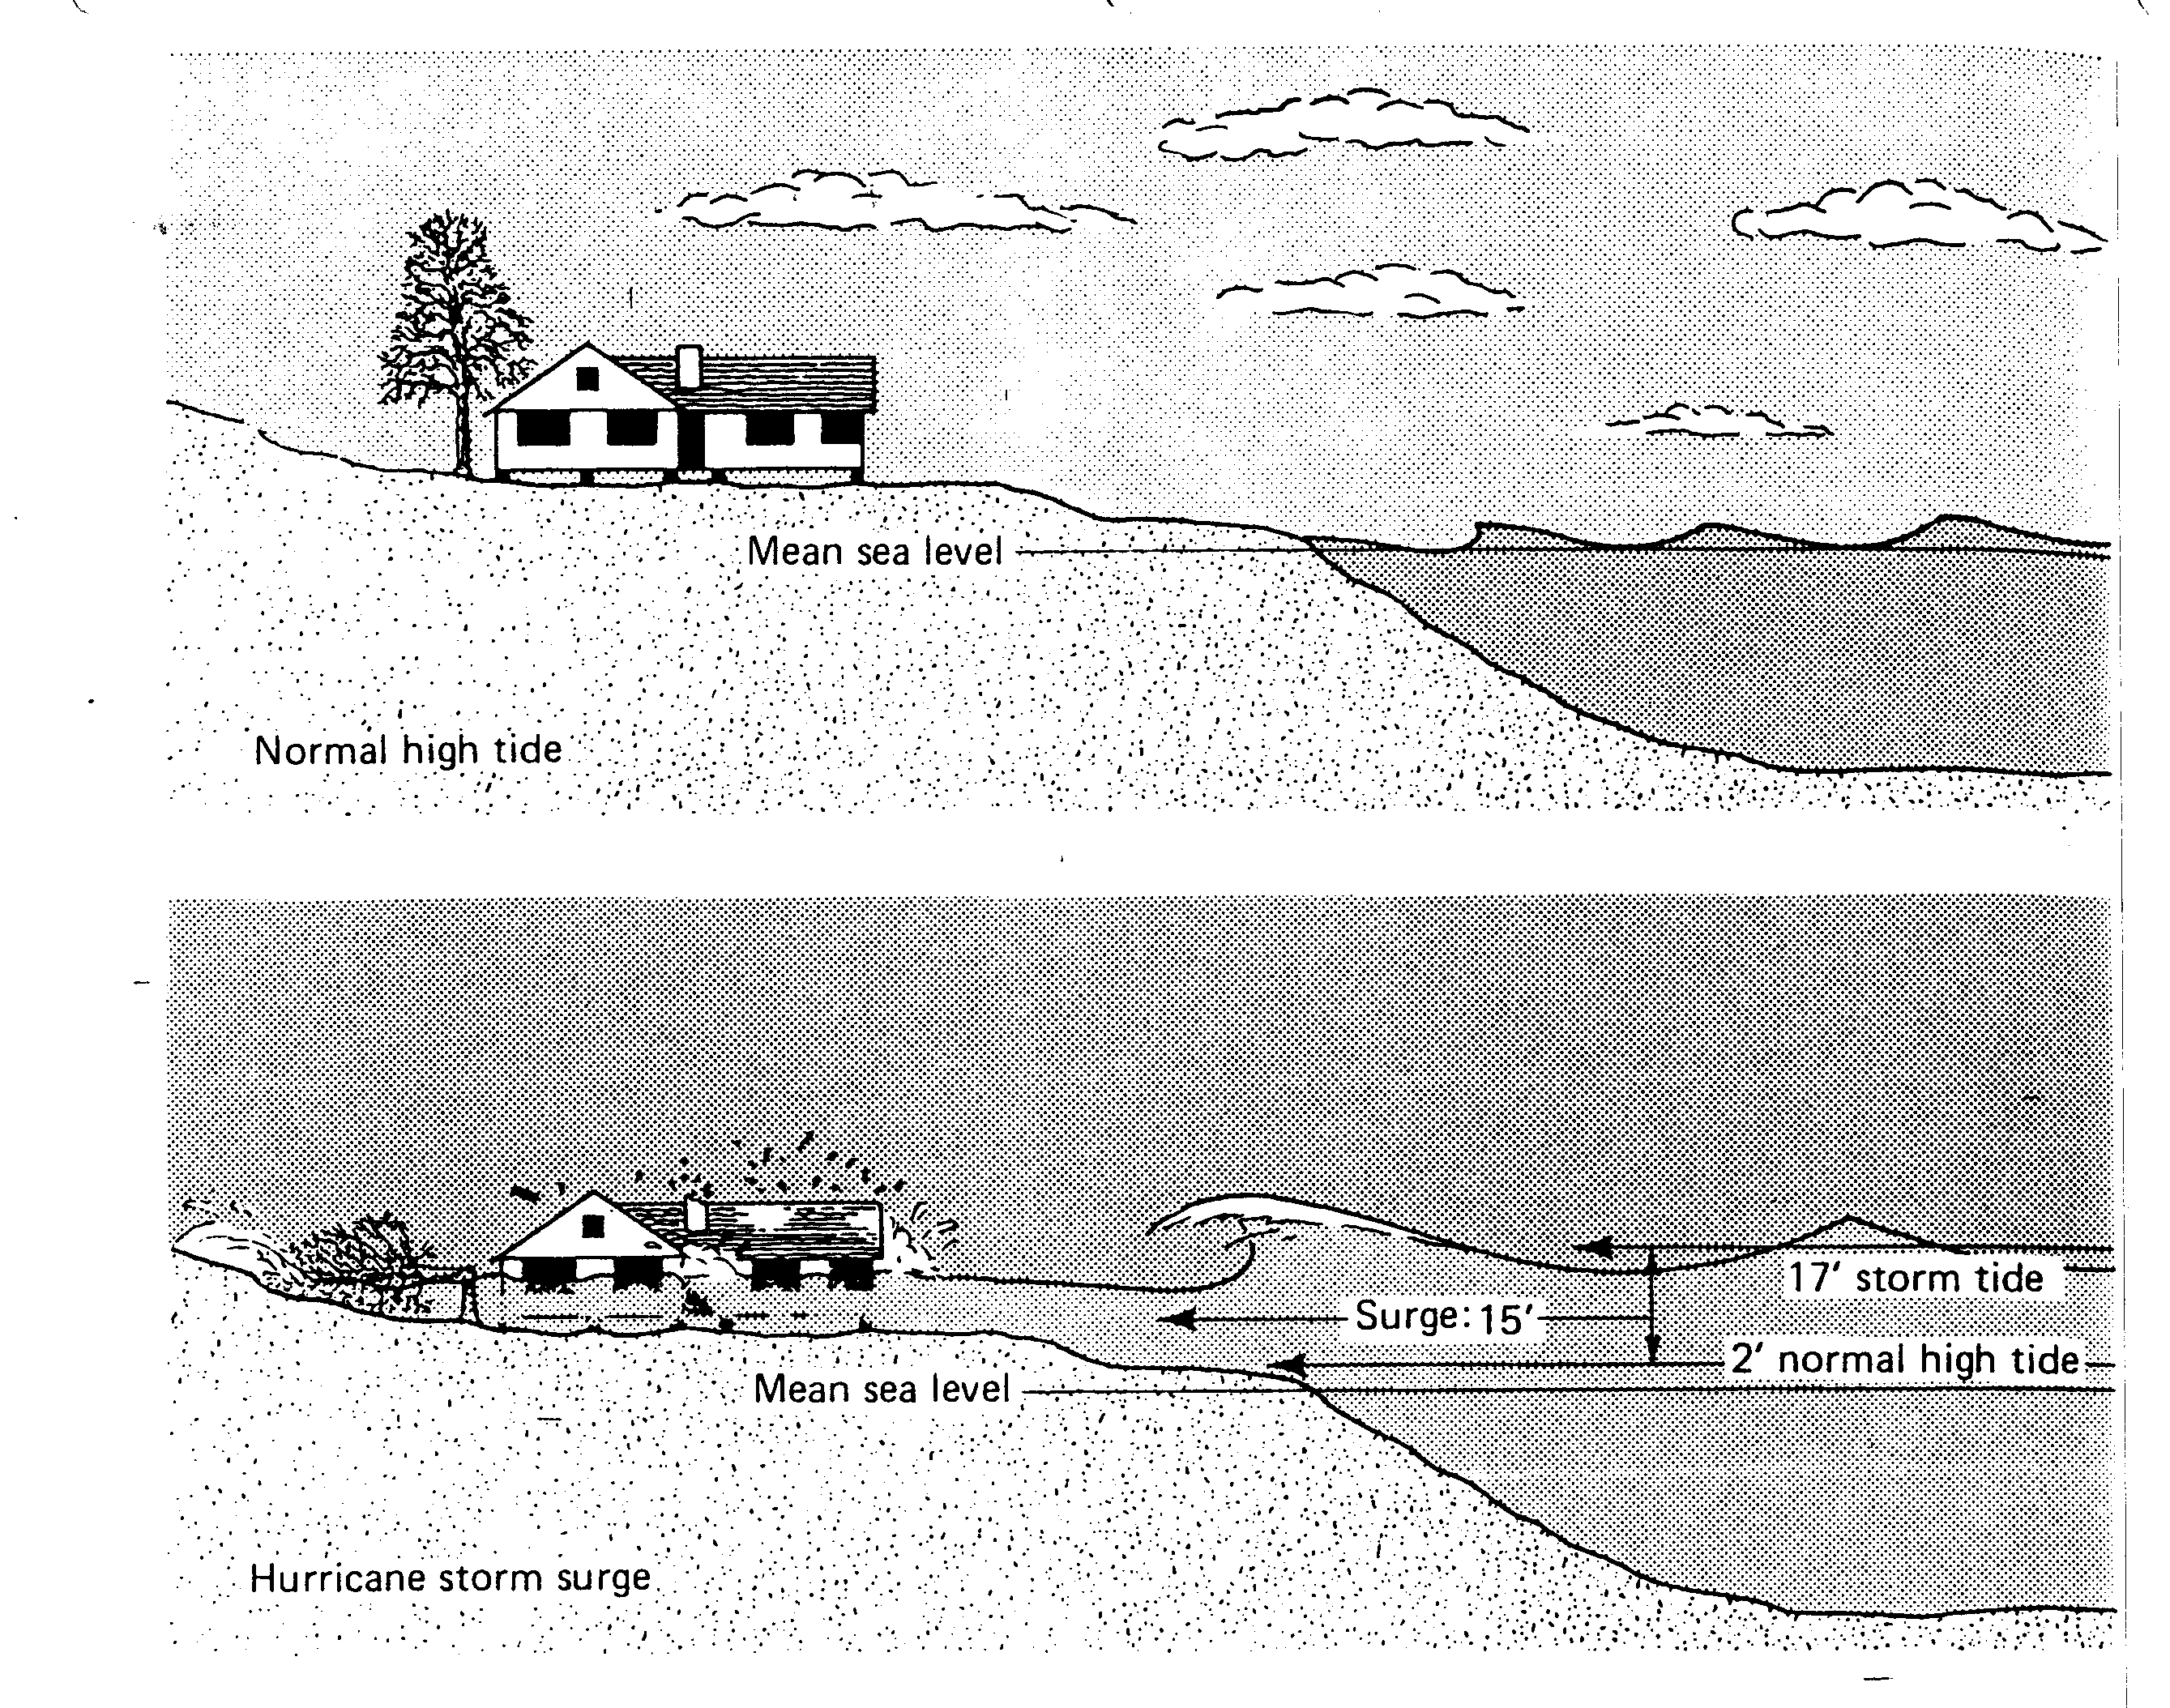 Mean sea level
Normal high tide
17′ storm tide
Surge: 15′
2′ normal high tide
Mean sea level
Hurricane storm surge